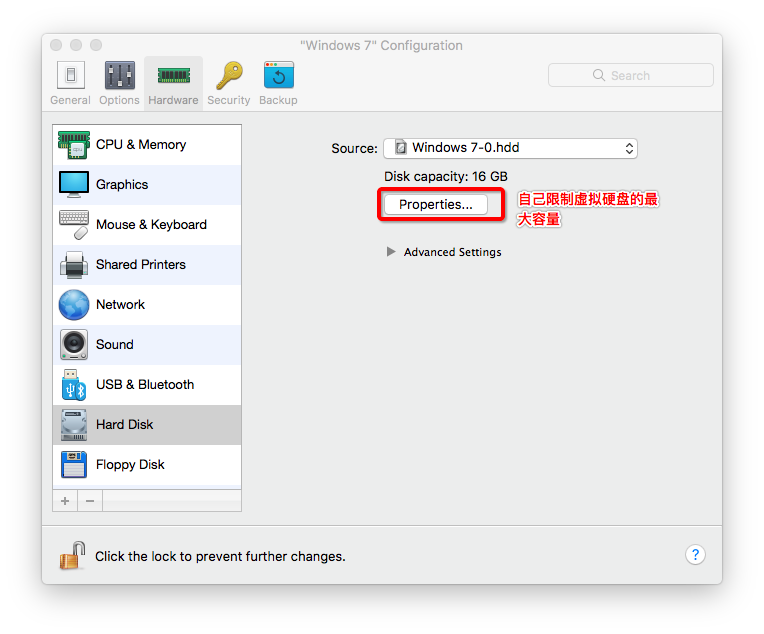 "Windows 7" Configuration
General Options Hardware Security Backup
Search
CPU & Memory
Graphics
Mouse & Keyboard
Shared Printers
Network
Sound
USB & Bluetooth
Hard Disk
Floppy Disk
+ −
Source: Windows 7-0.hdd
Disk capacity: 16 GB
Properties...
自己限制虚拟硬盘的最
大容量
Advanced Settings
Click the lock to prevent further changes.
?